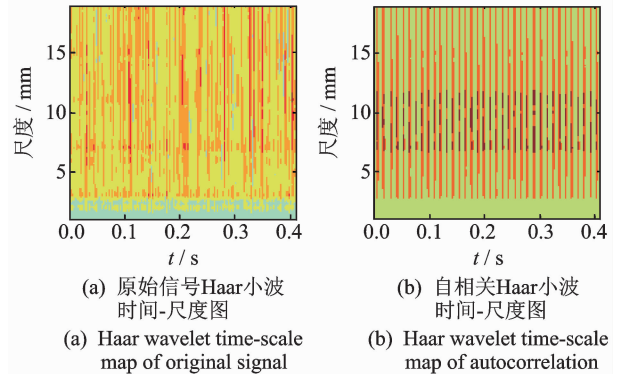 尺度 / mm
15
10
5
0.0 0.1 0.2 0.3 0.4
t / s
(a) 原始信号Haar小波
时间-尺度图
(a) Haar wavelet time-scale
map of original signal
尺度 / mm
15
10
5
0.0 0.1 0.2 0.3 0.4
t / s
(b) 自相关Haar小波
时间-尺度图
(b) Haar wavelet time-scale
map of autocorrelation